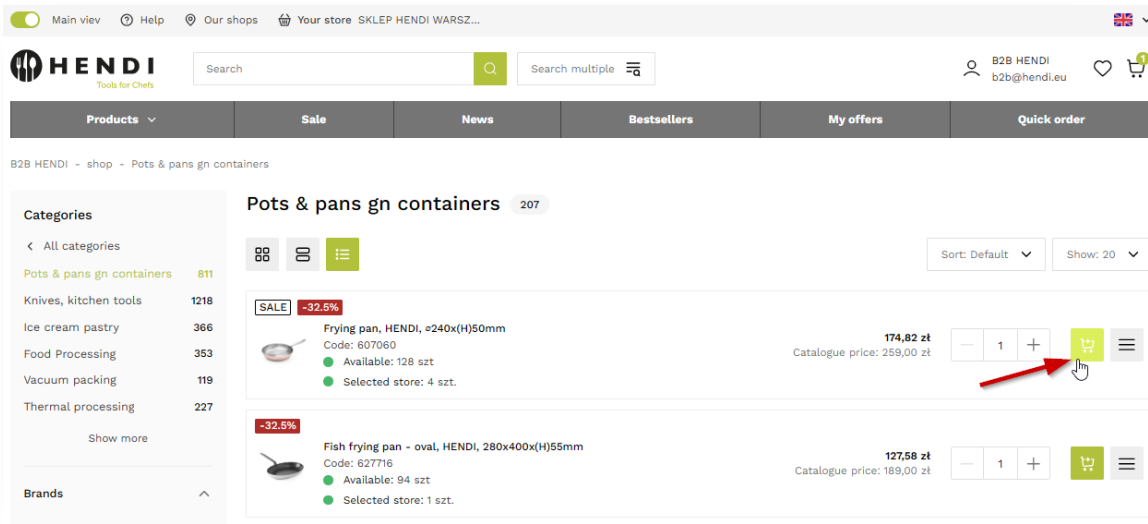 Main viev Help Our shops Your store SKLEP HENDI WARSZ...
HENDI
Tools for Chefs
Search
Search multiple
B2B HENDI
b2b@hendi.eu
1
Products Sale News Bestsellers My offers Quick order
B2B HENDI - shop - Pots & pans gn containers
Categories
All categories
Pots & pans gn containers 811
Knives, kitchen tools 1218
Ice cream pastry 366
Food Processing 353
Vacuum packing 119
Thermal processing 227
Show more
Brands
Pots & pans gn containers 207
Sort: Default Show: 20
SALE -32.5%
Frying pan, HENDI, ⌀240x(H)50mm
Code: 607060
Available: 128 szt
Selected store: 4 szt.
174,82 zł
Catalogue price: 259,00 zł
1
-32.5%
Fish frying pan - oval, HENDI, 280x400x(H)55mm
Code: 627716
Available: 94 szt
Selected store: 1 szt.
127,58 zł
Catalogue price: 189,00 zł
1